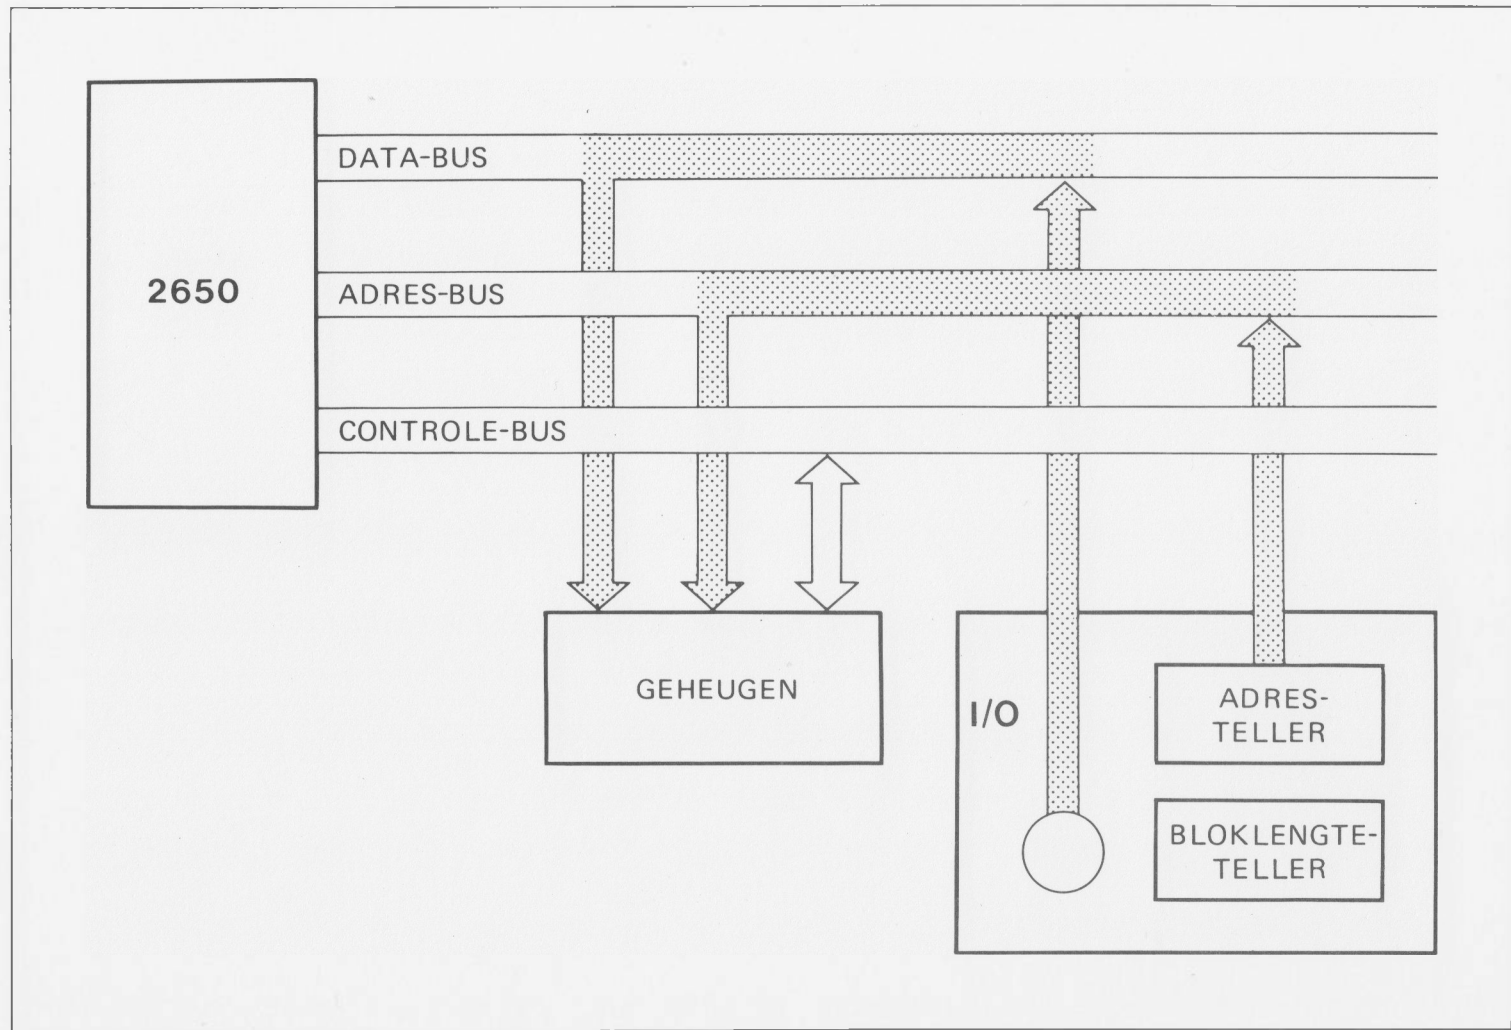 DATA-BUS
2650
ADRES-BUS
CONTROLE-BUS
GEHEUGEN
I/O
ADRES-
TELLER
BLOKLENGTE-
TELLER